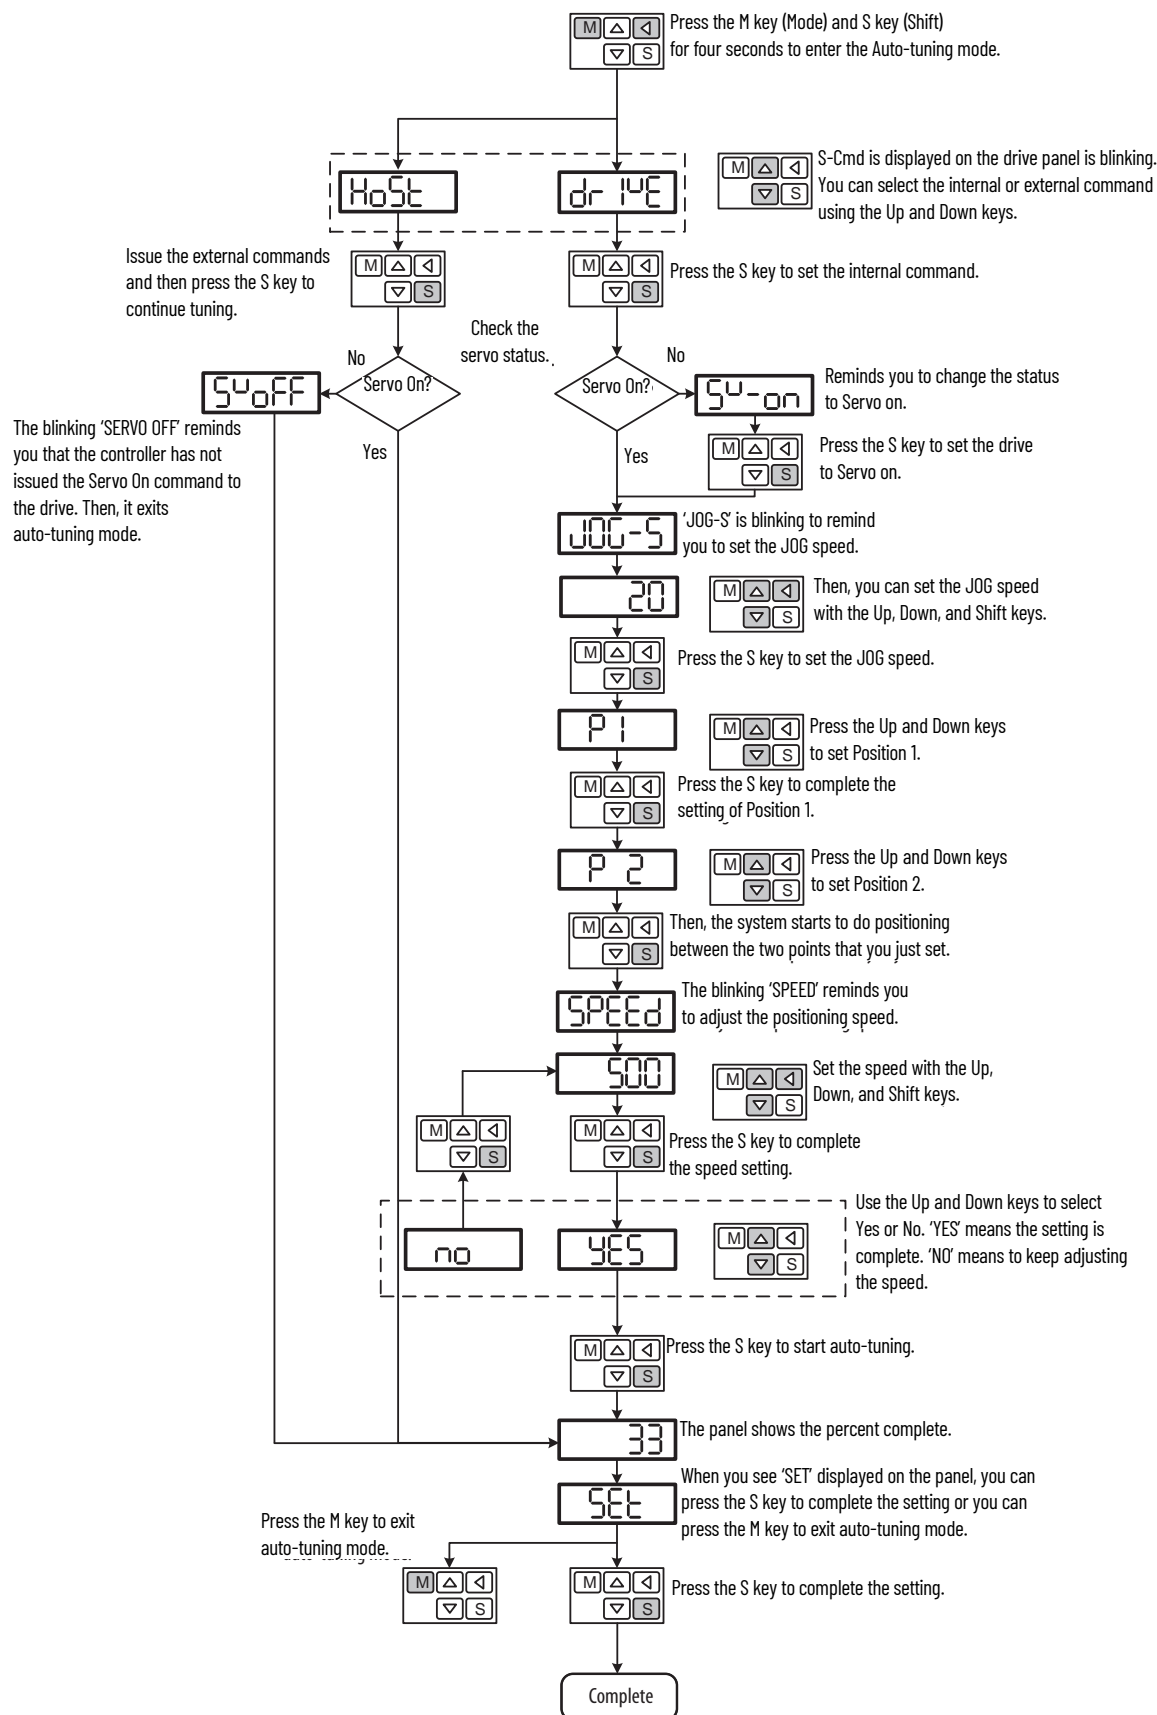 M S
Press the M key (Mode) and S key (Shift)
for four seconds to enter the Auto-tuning mode.
HoSt
drIvE
M S
S-Cmd is displayed on the drive panel is blinking.
You can select the internal or external command
using the Up and Down keys.
Issue the external commands
and then press the S key to
continue tuning.
M S
M S
Press the S key to set the internal command.
Check the
servo status.
No
Servo On?
Yes
SvoFF
The blinking ‘SERVO OFF’ reminds
you that the controller has not
issued the Servo On command to
the drive. Then, it exits
auto-tuning mode.
No
Servo On?
Yes
Sv-on
Reminds you to change the status
to Servo on.
M S
Press the S key to set the drive
to Servo on.
JOG-S
‘JOG-S’ is blinking to remind
you to set the JOG speed.
20
M S
Then, you can set the JOG speed
with the Up, Down, and Shift keys.
M S
Press the S key to set the JOG speed.
P1
M S
Press the Up and Down keys
to set Position 1.
M S
Press the S key to complete the
setting of Position 1.
P 2
M S
Press the Up and Down keys
to set Position 2.
M S
Then, the system starts to do positioning
between the two points that you just set.
SPEEd
The blinking ‘SPEED’ reminds you
to adjust the positioning speed.
500
M S
Set the speed with the Up,
Down, and Shift keys.
M S
M S
Press the S key to complete
the speed setting.
no
YES
M S
Use the Up and Down keys to select
Yes or No. ‘YES’ means the setting is
complete. ‘NO’ means to keep adjusting
the speed.
M S
Press the S key to start auto-tuning.
33
The panel shows the percent complete.
SEt
When you see ‘SET’ displayed on the panel, you can
press the S key to complete the setting or you can
press the M key to exit auto-tuning mode.
Press the M key to exit
auto-tuning mode.
M S
M S
Press the S key to complete the setting.
Complete